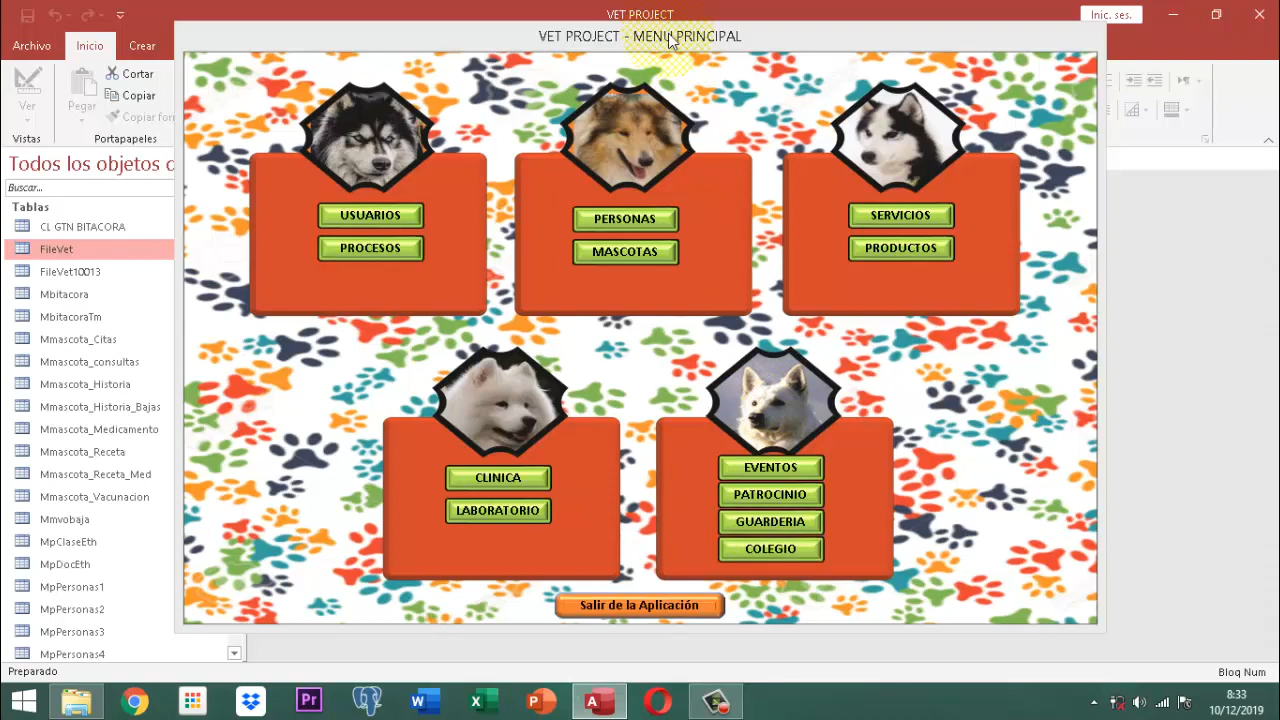 VET PROJECT
Inic. ses.
Archivo
Inicio
Crear
Ver
Pegar
Cortar
Copiar
Copiar form
Vistas
Portapapeles
VET PROJECT - MENU PRINCIPAL
Todos los objetos d
Buscar...
Tablas
CL GTN BITACORA
FileVet
FileVet10013
Mbitacora
MbitacoraTm
Mmascota_Citas
Mmascota_consultas
Mmascota_Historia
Mmascota_Historia_Bajas
Mmascota_Medicamento
Mmascota_Receta
Mmascota_Receta_Med
Mmascota_Vacunacion
Mmvobaja
MpClaseEth
MpDocEth
MpPersonas1
MpPersonas2
MpPersonas3
MpPersonas4
USUARIOS
PROCESOS
PERSONAS
MASCOTAS
SERVICIOS
PRODUCTOS
CLINICA
LABORATORIO
EVENTOS
PATROCINIO
GUARDERIA
COLEGIO
Salir de la Aplicación
Preparado
Bloq Num
Pr
W
X
P
A
8:33
10/12/2019